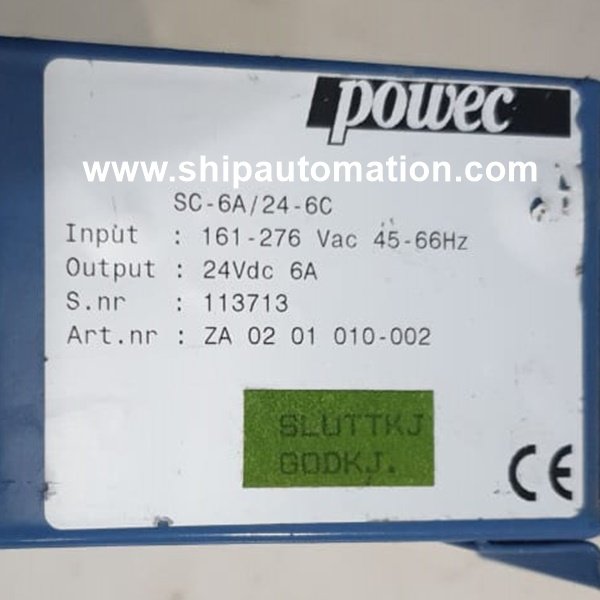 powec
www.shipautomation.com
SC-6A/24-6C
Input : 161-276 Vac 45-66Hz
Output : 24Vdc 6A
S.nr : 113713
Art.nr : ZA 02 01 010-002
SLUTTKJ
GODKJ.
CE